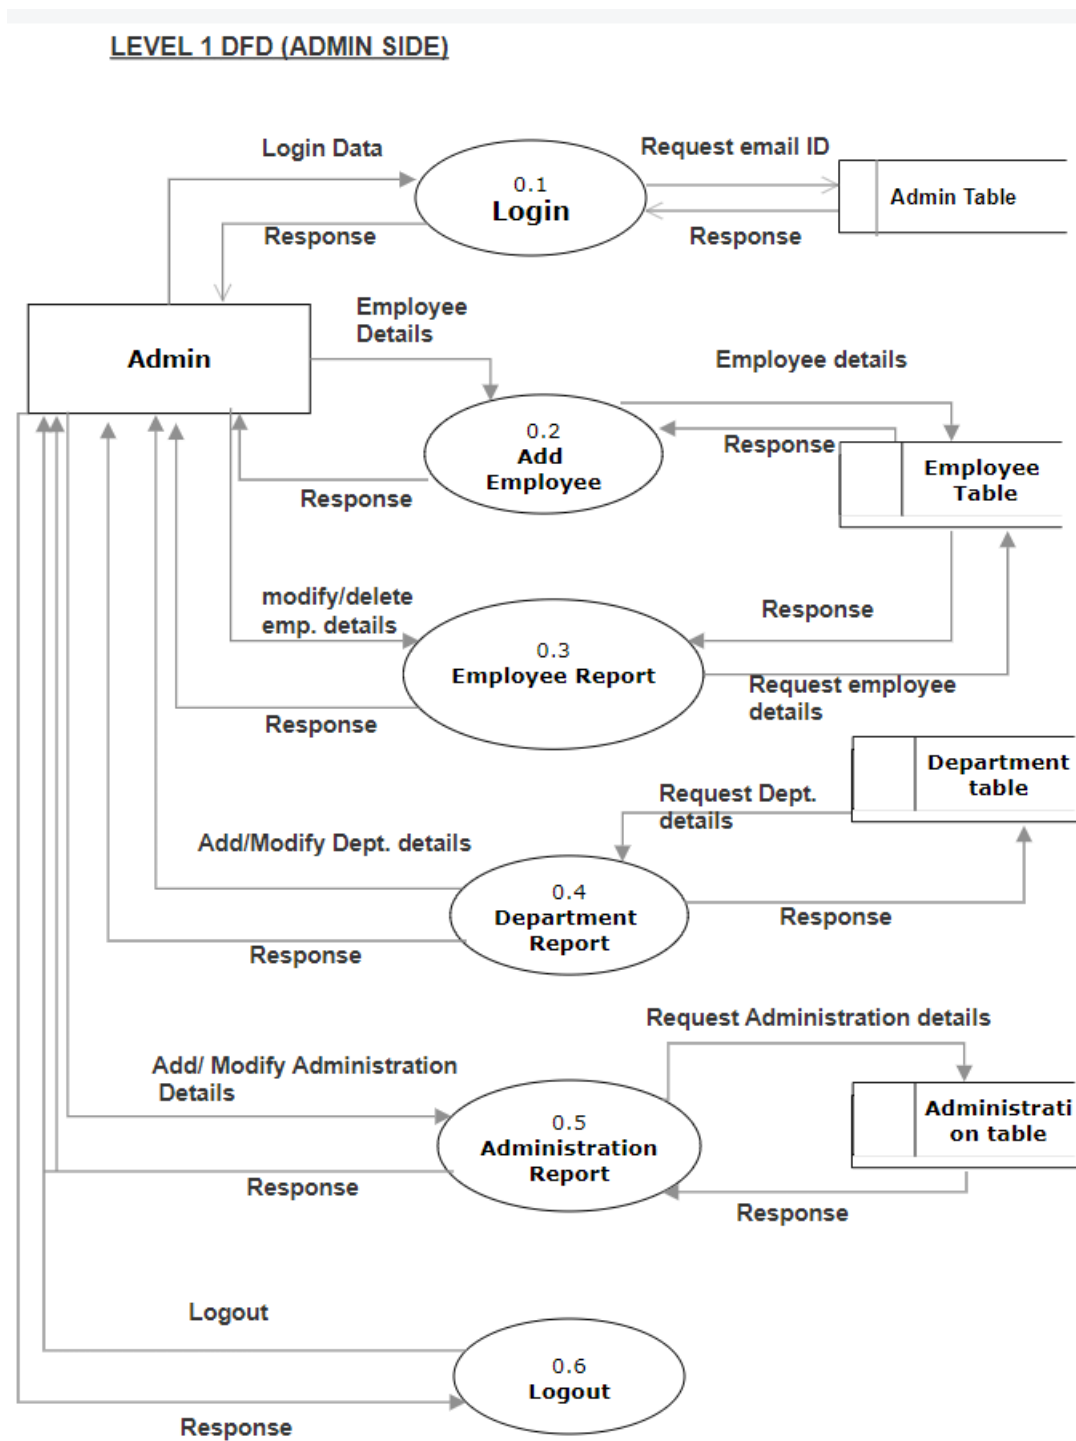 LEVEL 1 DFD (ADMIN SIDE)
Login Data
Request email ID
0.1
Login
Admin Table
Response
Response
Employee
Details
Admin
Employee details
0.2
Add
Employee
Response
Employee
Table
Response
modify/delete
emp. details
Response
0.3
Employee Report
Request employee
details
Response
Department
table
Request Dept.
details
Add/Modify Dept. details
0.4
Department
Report
Response
Response
Request Administration details
Add/ Modify Administration
Details
Administrati
on table
0.5
Administration
Report
Response
Response
Logout
0.6
Logout
Response